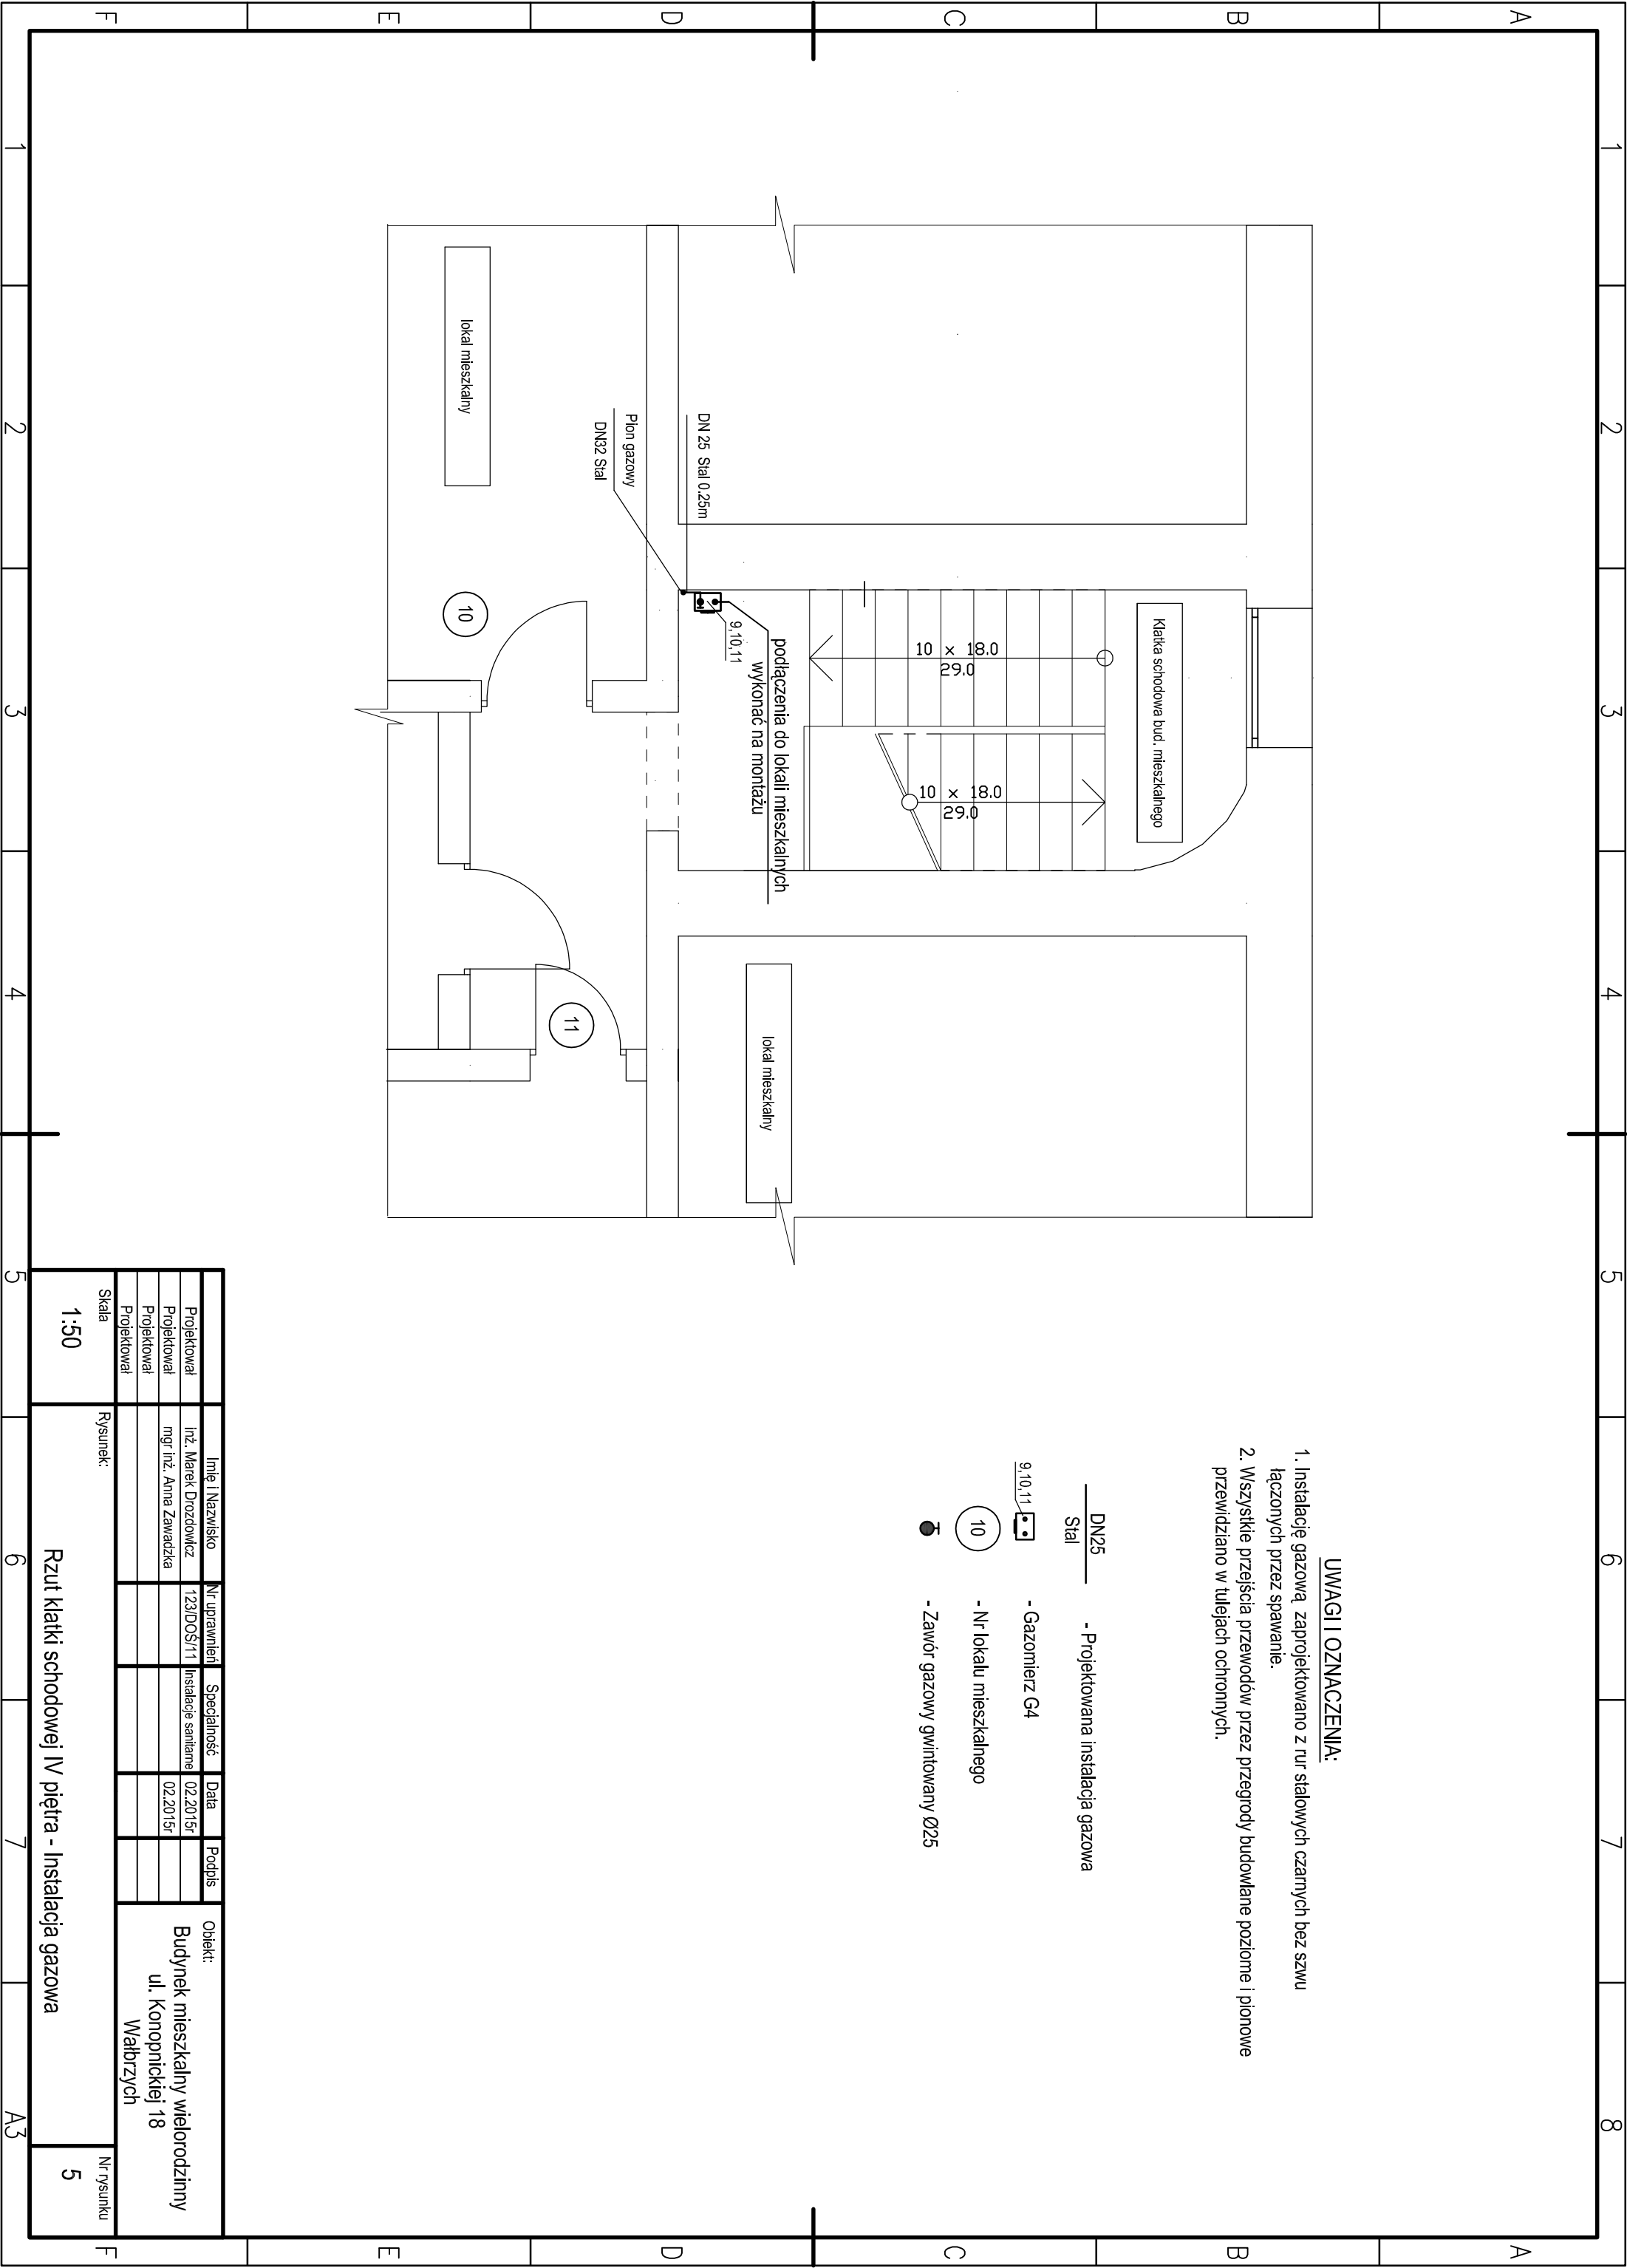 A
B
C
D
E
F
1
2
3
4
5
6
7
8
Klatka schodowa bud. mieszkalnego
10 x 18.0
29.0
10 x 18.0
29.0
podłączenia do lokali mieszkalnych
wykonać na montażu
9,10,11
DN 25 Stal 0.25m
Pion gazowy
DN32 Stal
lokal mieszkalny
lokal mieszkalny
10
11
UWAGI I OZNACZENIA:
1. Instalację gazową zaprojektowano z rur stalowych czarnych bez szwu
łączonych przez spawanie.
2. Wszystkie przejścia przewodów przez przegrody budowlane poziome i pionowe
przewidziano w tulejach ochronnych.
DN25
Stal
- Projektowana instalacja gazowa
9,10,11
- Gazomierz G4
10
- Nr lokalu mieszkalnego
- Zawór gazowy gwintowany Ø25
Imię i Nazwisko Nr uprawnień Specjalność Data Podpis
Projektował inż. Marek Drozdowicz 123/DOŚ/11 Instalacje sanitarne 02.2015r
Projektował mgr inż. Anna Zawadzka 02.2015r
Projektował
Projektował
Obiekt:
Budynek mieszkalny wielorodzinny
ul. Konopnickiej 18
Wałbrzych
Skala
1:50
Rysunek:
Rzut klatki schodowej IV piętra - Instalacja gazowa
Nr rysunku
5
1
2
3
4
5
6
7
A3
A
B
C
D
E
F